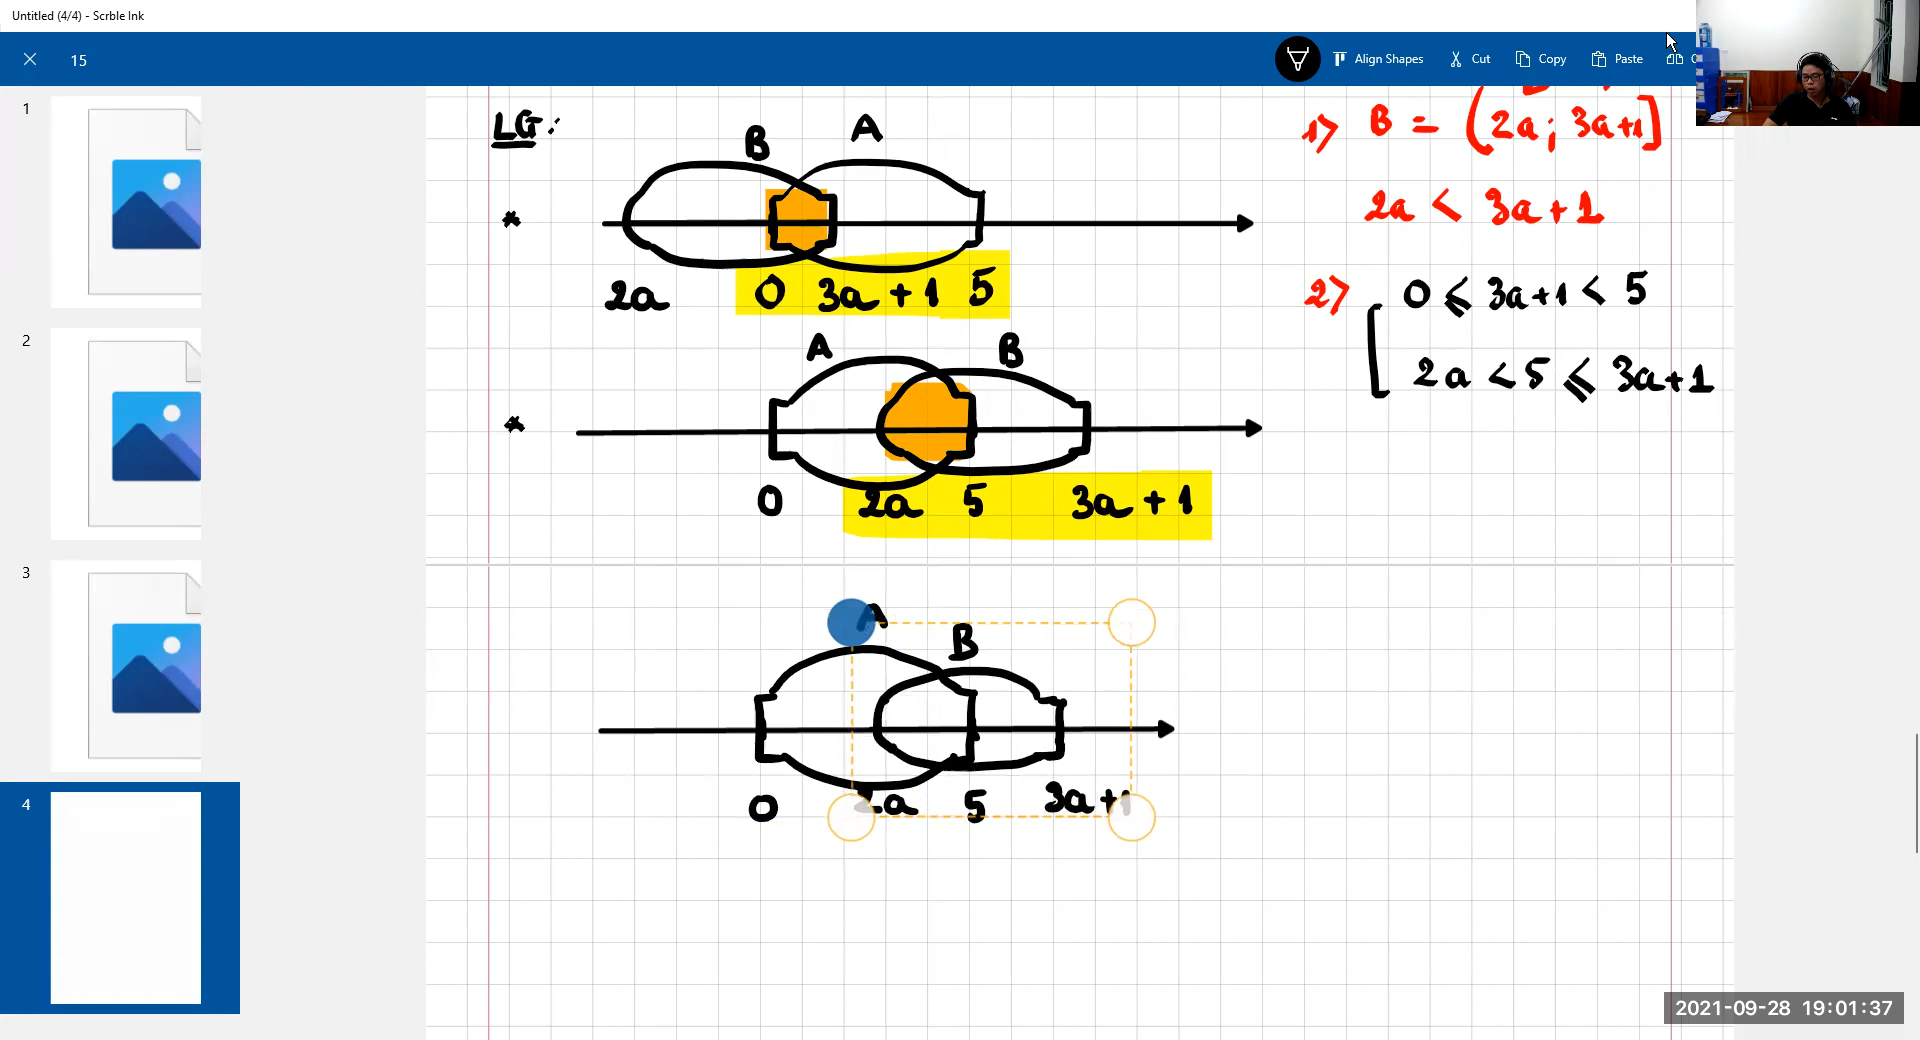 Untitled (4/4) - Scrble Ink
15
Align Shapes
Cut
Copy
Paste
1
2
3
4
LG:
B A
*
2a 0 3a + 1 5
A B
*
0 2a 5 3a + 1
A
B
0 2a 5 3a +1
1) B = (2a; 3a+1]
2a < 3a + 1
2) 0 ⩽ 3a+1 < 5
2a < 5 ⩽ 3a+1
2021-09-28 19:01:37